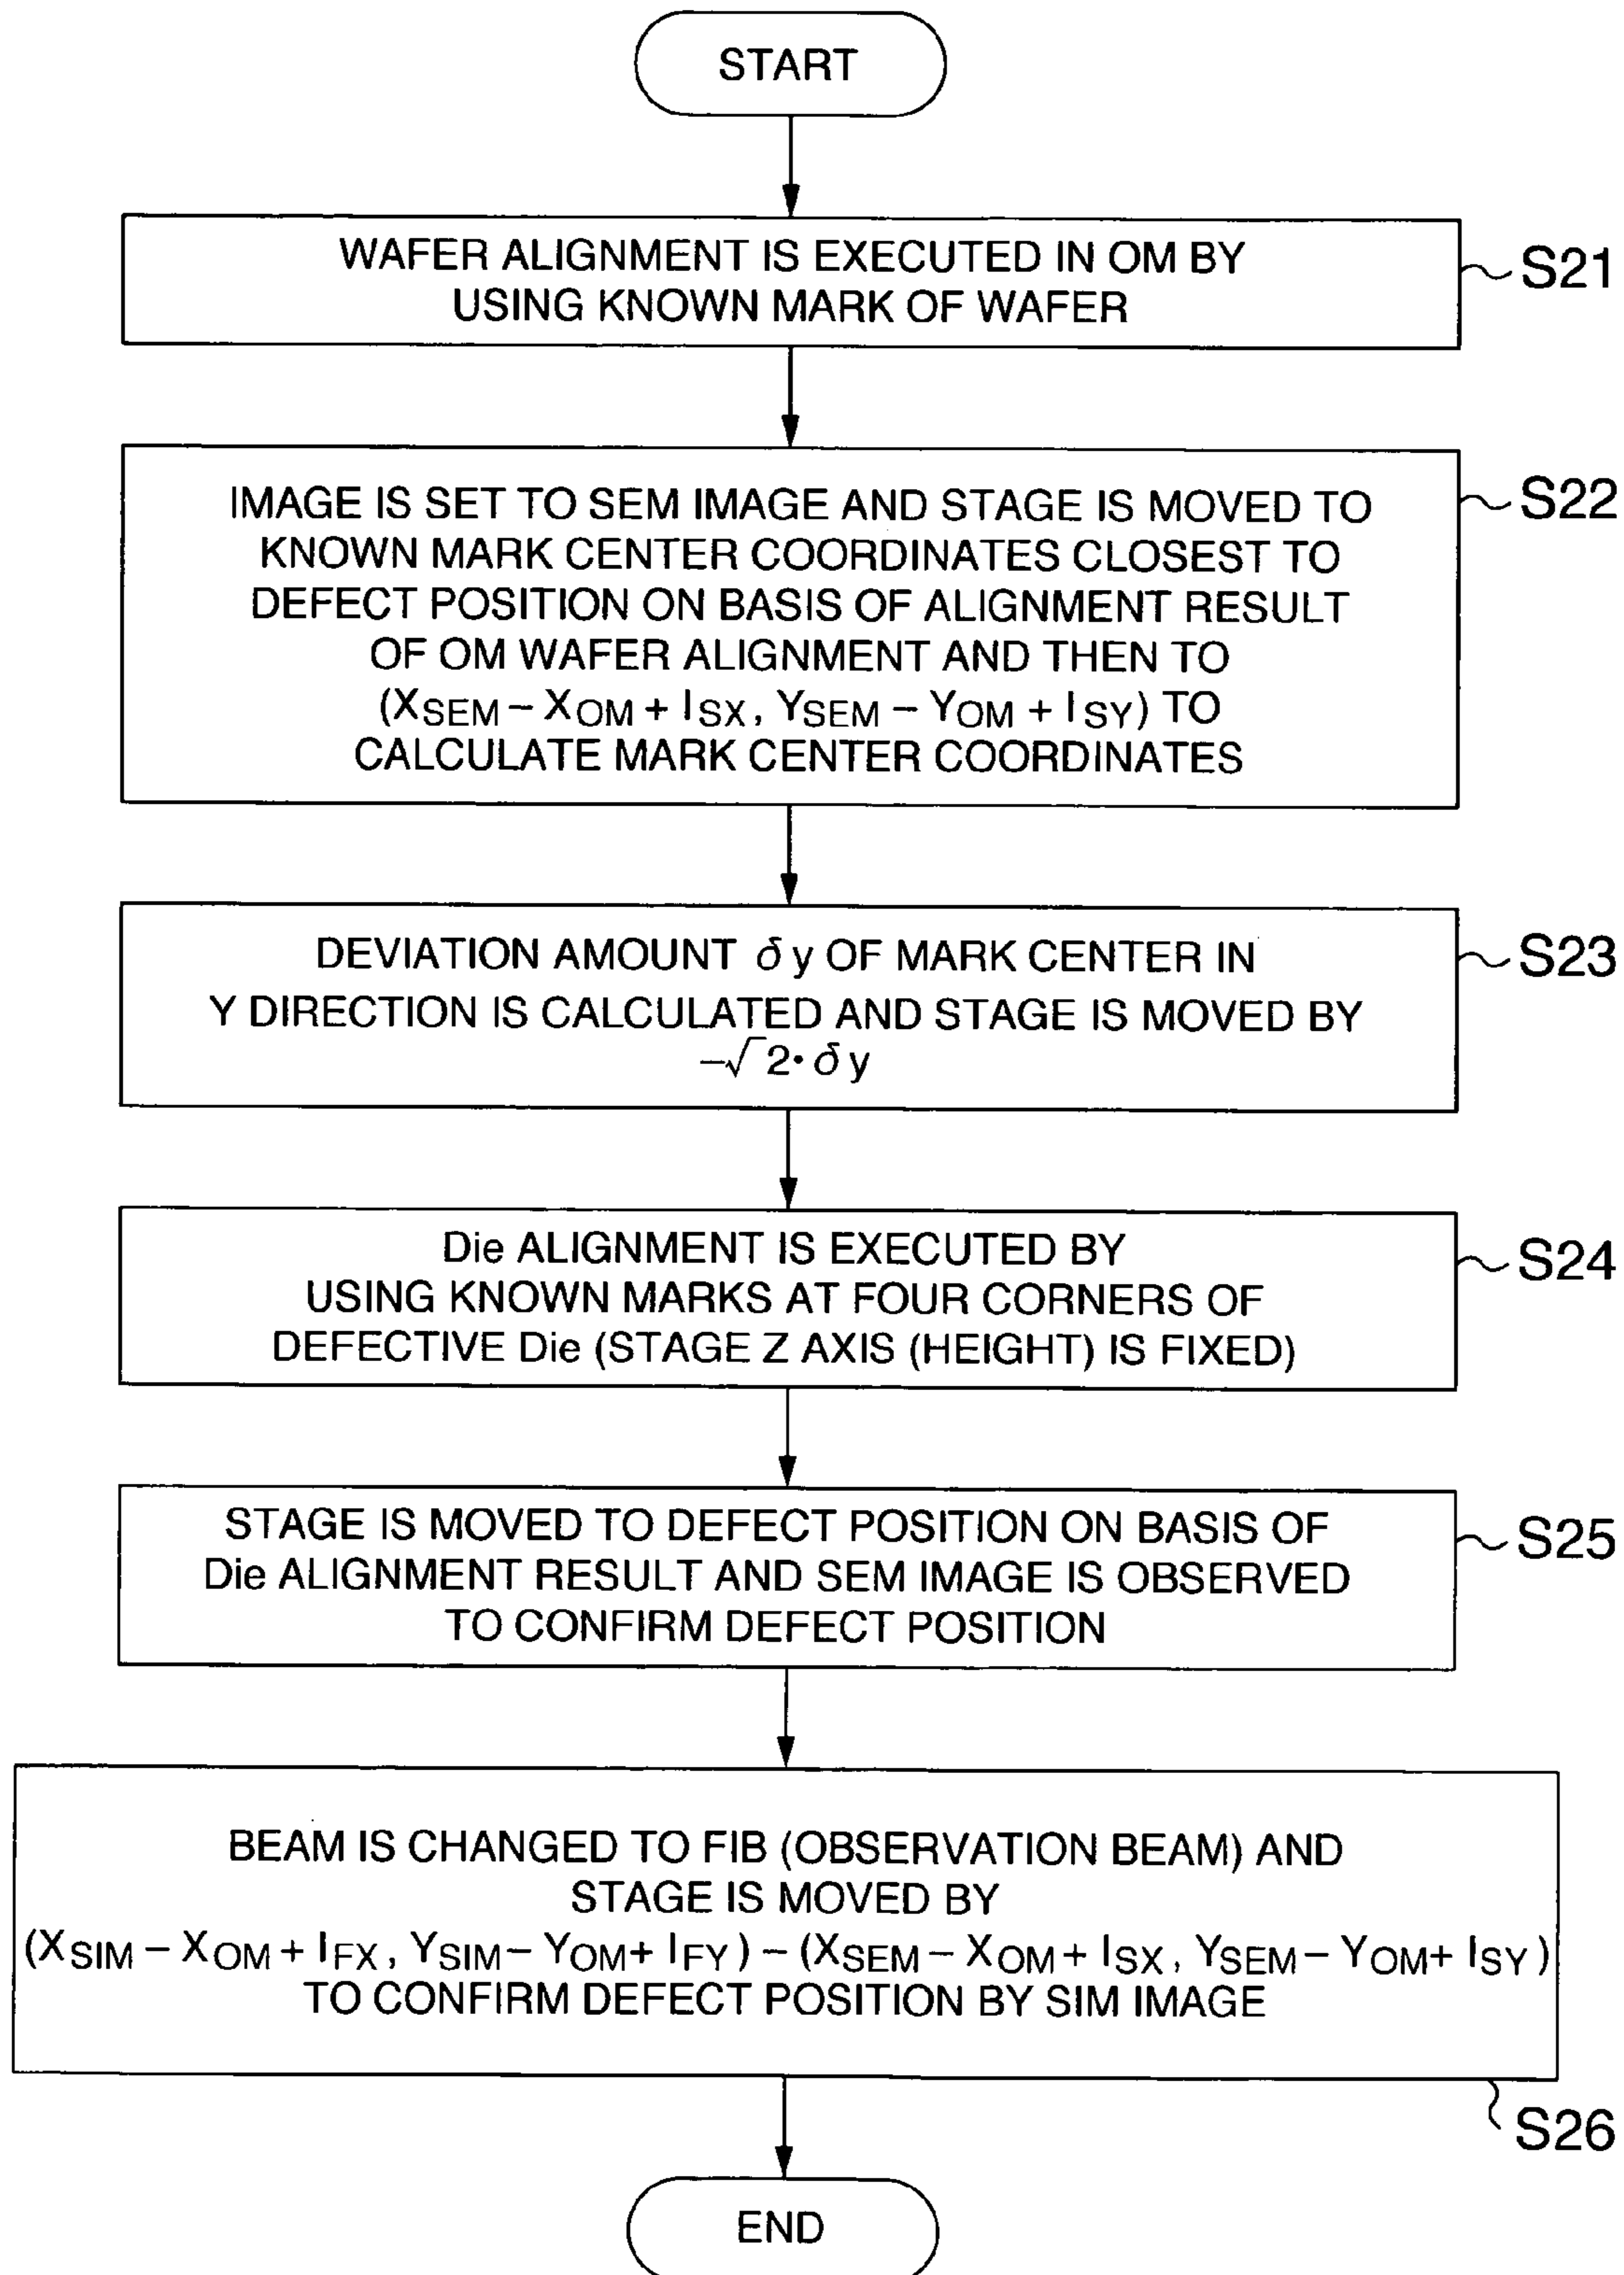 START
WAFER ALIGNMENT IS EXECUTED IN OM BY
USING KNOWN MARK OF WAFER
S21
IMAGE IS SET TO SEM IMAGE AND STAGE IS MOVED TO
KNOWN MARK CENTER COORDINATES CLOSEST TO
DEFECT POSITION ON BASIS OF ALIGNMENT RESULT
OF OM WAFER ALIGNMENT AND THEN TO
(XSEM − XOM + ISX, YSEM − YOM + ISY) TO
CALCULATE MARK CENTER COORDINATES
S22
DEVIATION AMOUNT δy OF MARK CENTER IN
Y DIRECTION IS CALCULATED AND STAGE IS MOVED BY
−√2・δy
S23
Die ALIGNMENT IS EXECUTED BY
USING KNOWN MARKS AT FOUR CORNERS OF
DEFECTIVE Die (STAGE Z AXIS (HEIGHT) IS FIXED)
S24
STAGE IS MOVED TO DEFECT POSITION ON BASIS OF
Die ALIGNMENT RESULT AND SEM IMAGE IS OBSERVED
TO CONFIRM DEFECT POSITION
S25
BEAM IS CHANGED TO FIB (OBSERVATION BEAM) AND
STAGE IS MOVED BY
(XSIM − XOM + IFX, YSIM − YOM + IFY) − (XSEM − XOM + ISX, YSEM − YOM + ISY)
TO CONFIRM DEFECT POSITION BY SIM IMAGE
S26
END